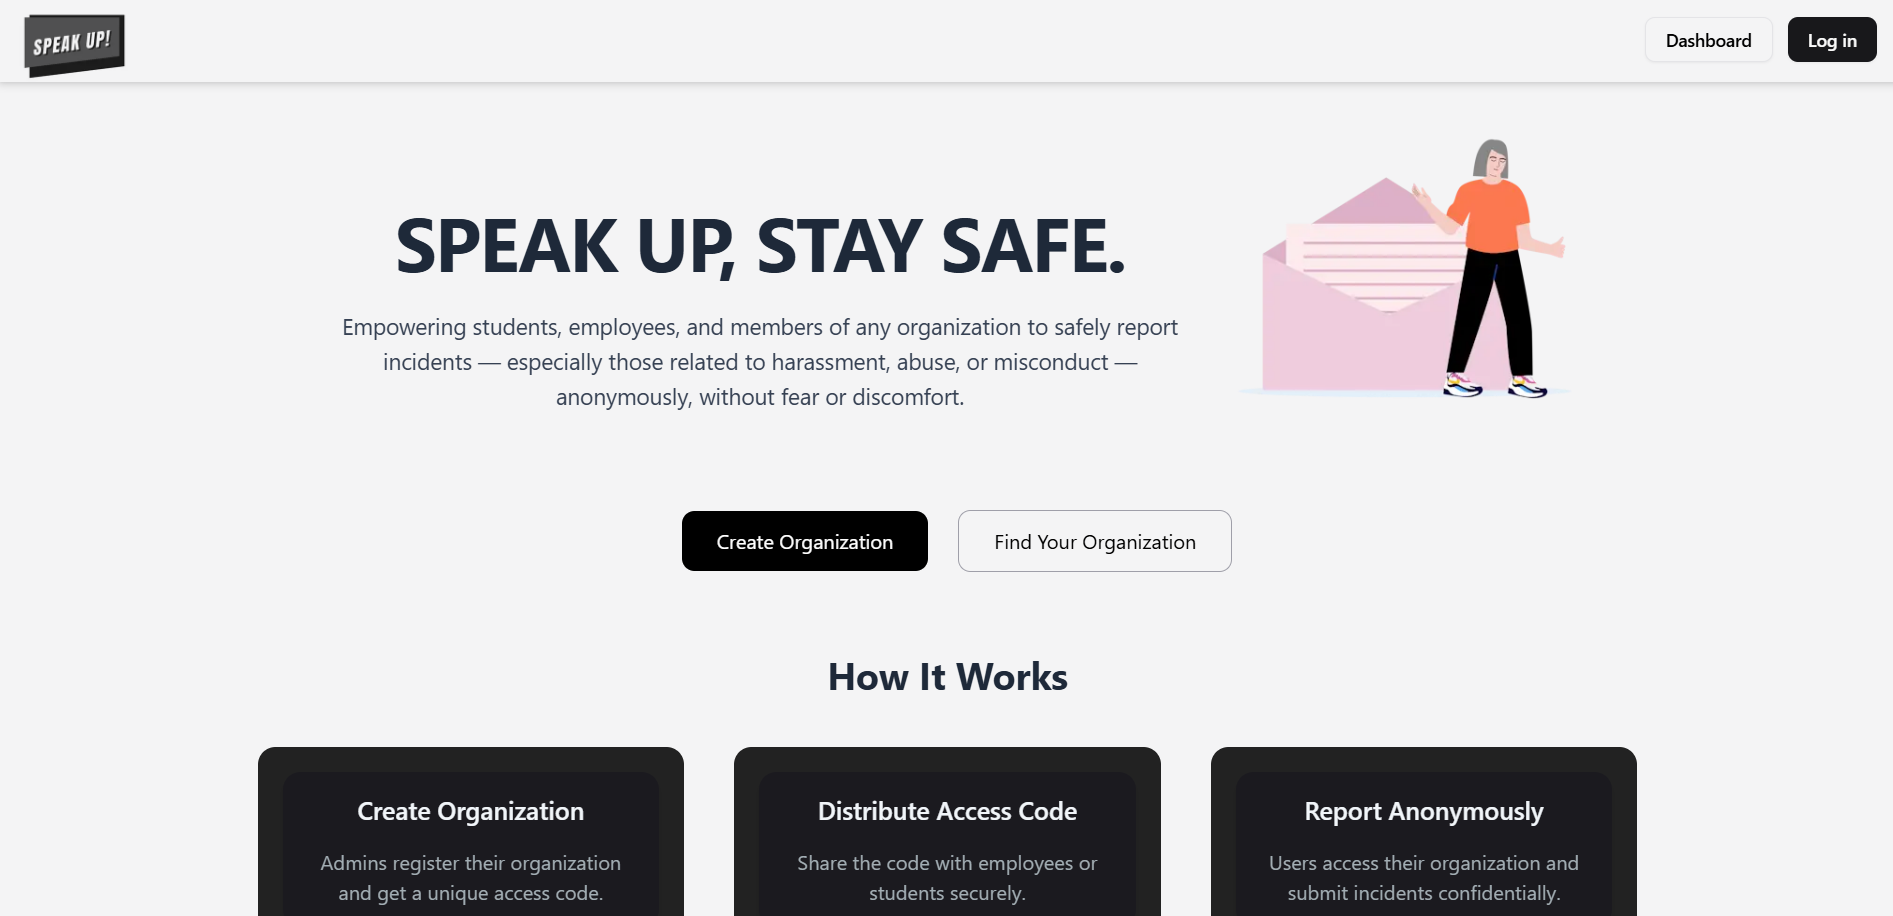 SPEAK UP!
Dashboard
Log in
SPEAK UP, STAY SAFE.
Empowering students, employees, and members of any organization to safely report
incidents — especially those related to harassment, abuse, or misconduct —
anonymously, without fear or discomfort.
Create Organization
Find Your Organization
How It Works
Create Organization
Admins register their organization
and get a unique access code.
Distribute Access Code
Share the code with employees or
students securely.
Report Anonymously
Users access their organization and
submit incidents confidentially.